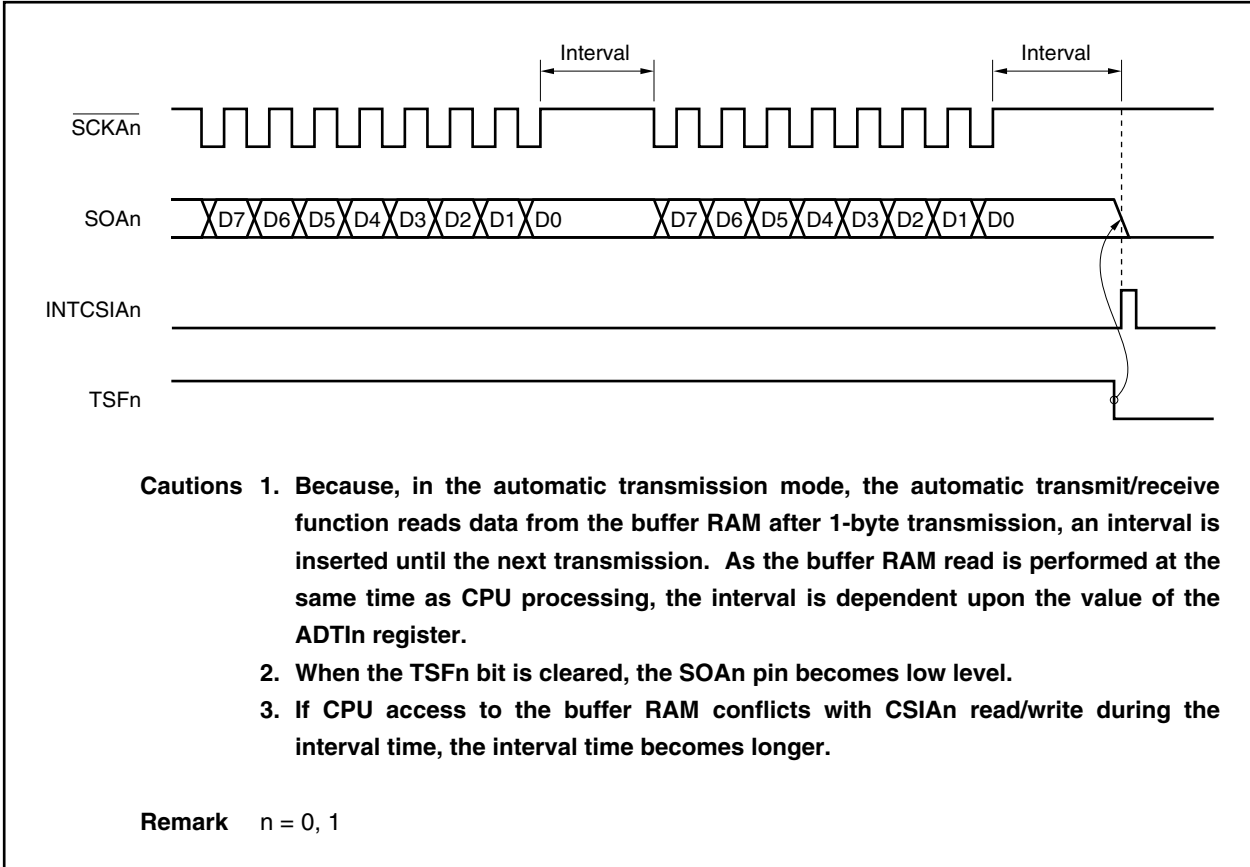 Interval Interval
SCKAn
SOAn D7 D6 D5 D4 D3 D2 D1 D0 D7 D6 D5 D4 D3 D2 D1 D0
INTCSIAn
TSFn
Cautions 1. Because, in the automatic transmission mode, the automatic transmit/receive
function reads data from the buffer RAM after 1-byte transmission, an interval is
inserted until the next transmission. As the buffer RAM read is performed at the
same time as CPU processing, the interval is dependent upon the value of the
ADTIn register.
2. When the TSFn bit is cleared, the SOAn pin becomes low level.
3. If CPU access to the buffer RAM conflicts with CSIAn read/write during the
interval time, the interval time becomes longer.
Remark n = 0, 1